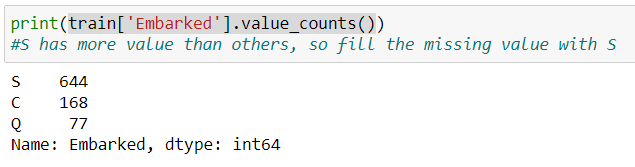 print(train['Embarked'].value_counts())
#S has more value than others, so fill the missing value with S
S    644
C    168
Q     77
Name: Embarked, dtype: int64